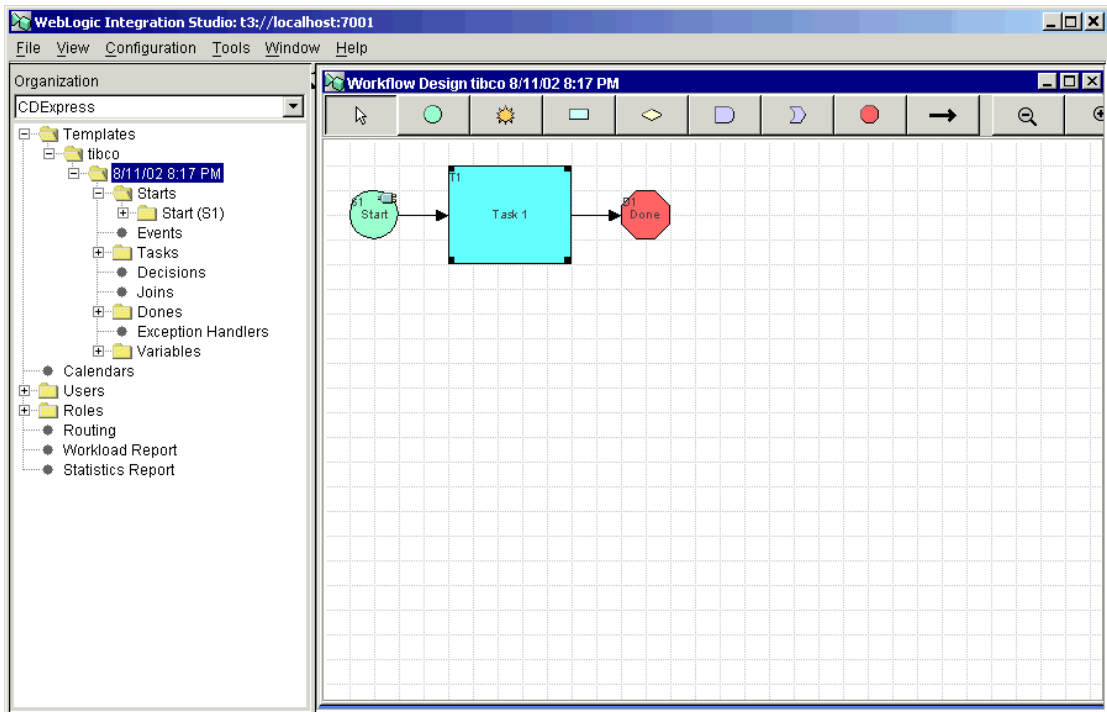 WebLogic Integration Studio: t3://localhost:7001
File View Configuration Tools Window Help
Organization
CDExpress
Templates
tibco
8/11/02 8:17 PM
Starts
Start (S1)
Events
Tasks
Decisions
Joins
Dones
Exception Handlers
Variables
Calendars
Users
Roles
Routing
Workload Report
Statistics Report
Workflow Design tibco 8/11/02 8:17 PM
S1
Start
T1
Task 1
D1
Done